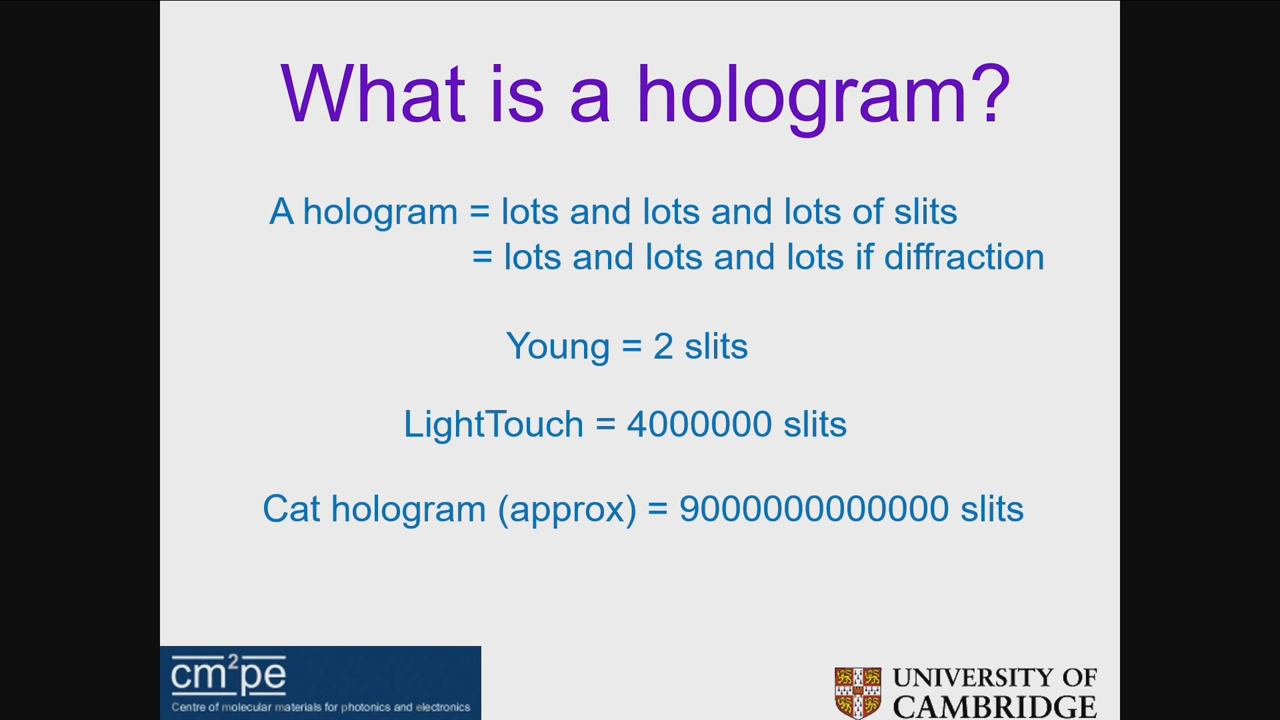 What is a hologram?
A hologram = lots and lots and lots of slits
= lots and lots and lots if diffraction
Young = 2 slits
LightTouch = 4000000 slits
Cat hologram (approx) = 9000000000000 slits
cm²pe
Centre of molecular materials for photonics and electronics
UNIVERSITY OF
CAMBRIDGE